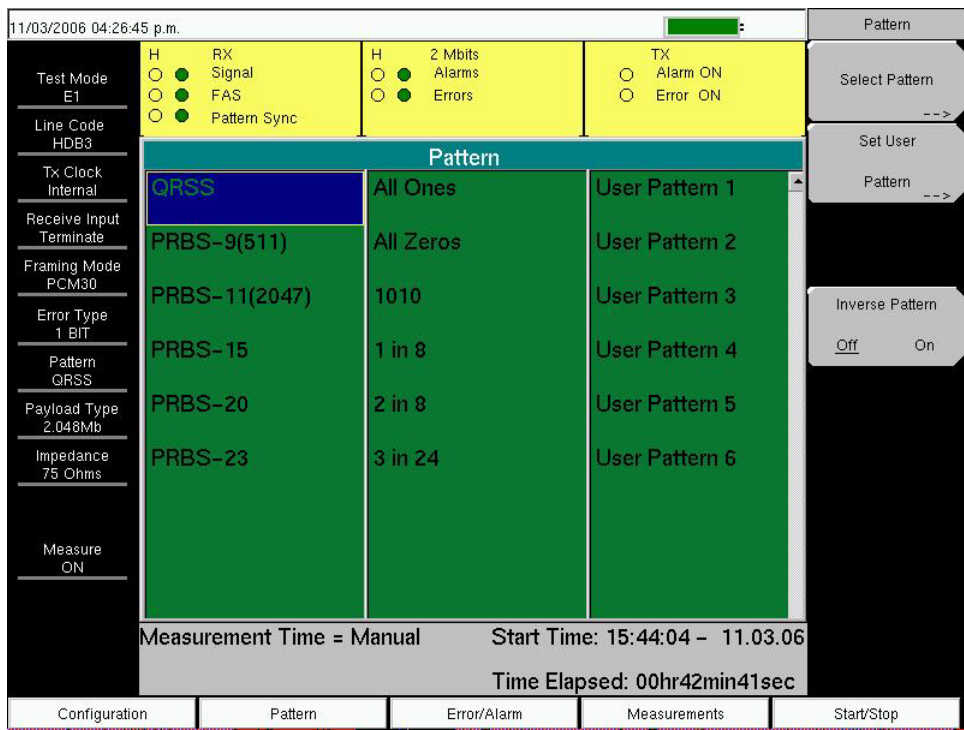 11/03/2006 04:26:45 p.m.
Test Mode
E1
Line Code
HDB3
Tx Clock
Internal
Receive Input
Terminate
Framing Mode
PCM30
Error Type
1 BIT
Pattern
QRSS
Payload Type
2.048Mb
Impedance
75 Ohms
Measure
ON
H RX
Signal
FAS
Pattern Sync
H 2 Mbits
Alarms
Errors
TX
Alarm ON
Error ON
Pattern
QRSS All Ones User Pattern 1
PRBS-9(511) All Zeros User Pattern 2
PRBS-11(2047) 1010 User Pattern 3
PRBS-15 1 in 8 User Pattern 4
PRBS-20 2 in 8 User Pattern 5
PRBS-23 3 in 24 User Pattern 6
Measurement Time = Manual Start Time: 15:44:04 - 11.03.06
Time Elapsed: 00hr42min41sec
Pattern
Select Pattern
-->
Set User
Pattern
-->
Inverse Pattern
Off On
Configuration Pattern Error/Alarm Measurements Start/Stop